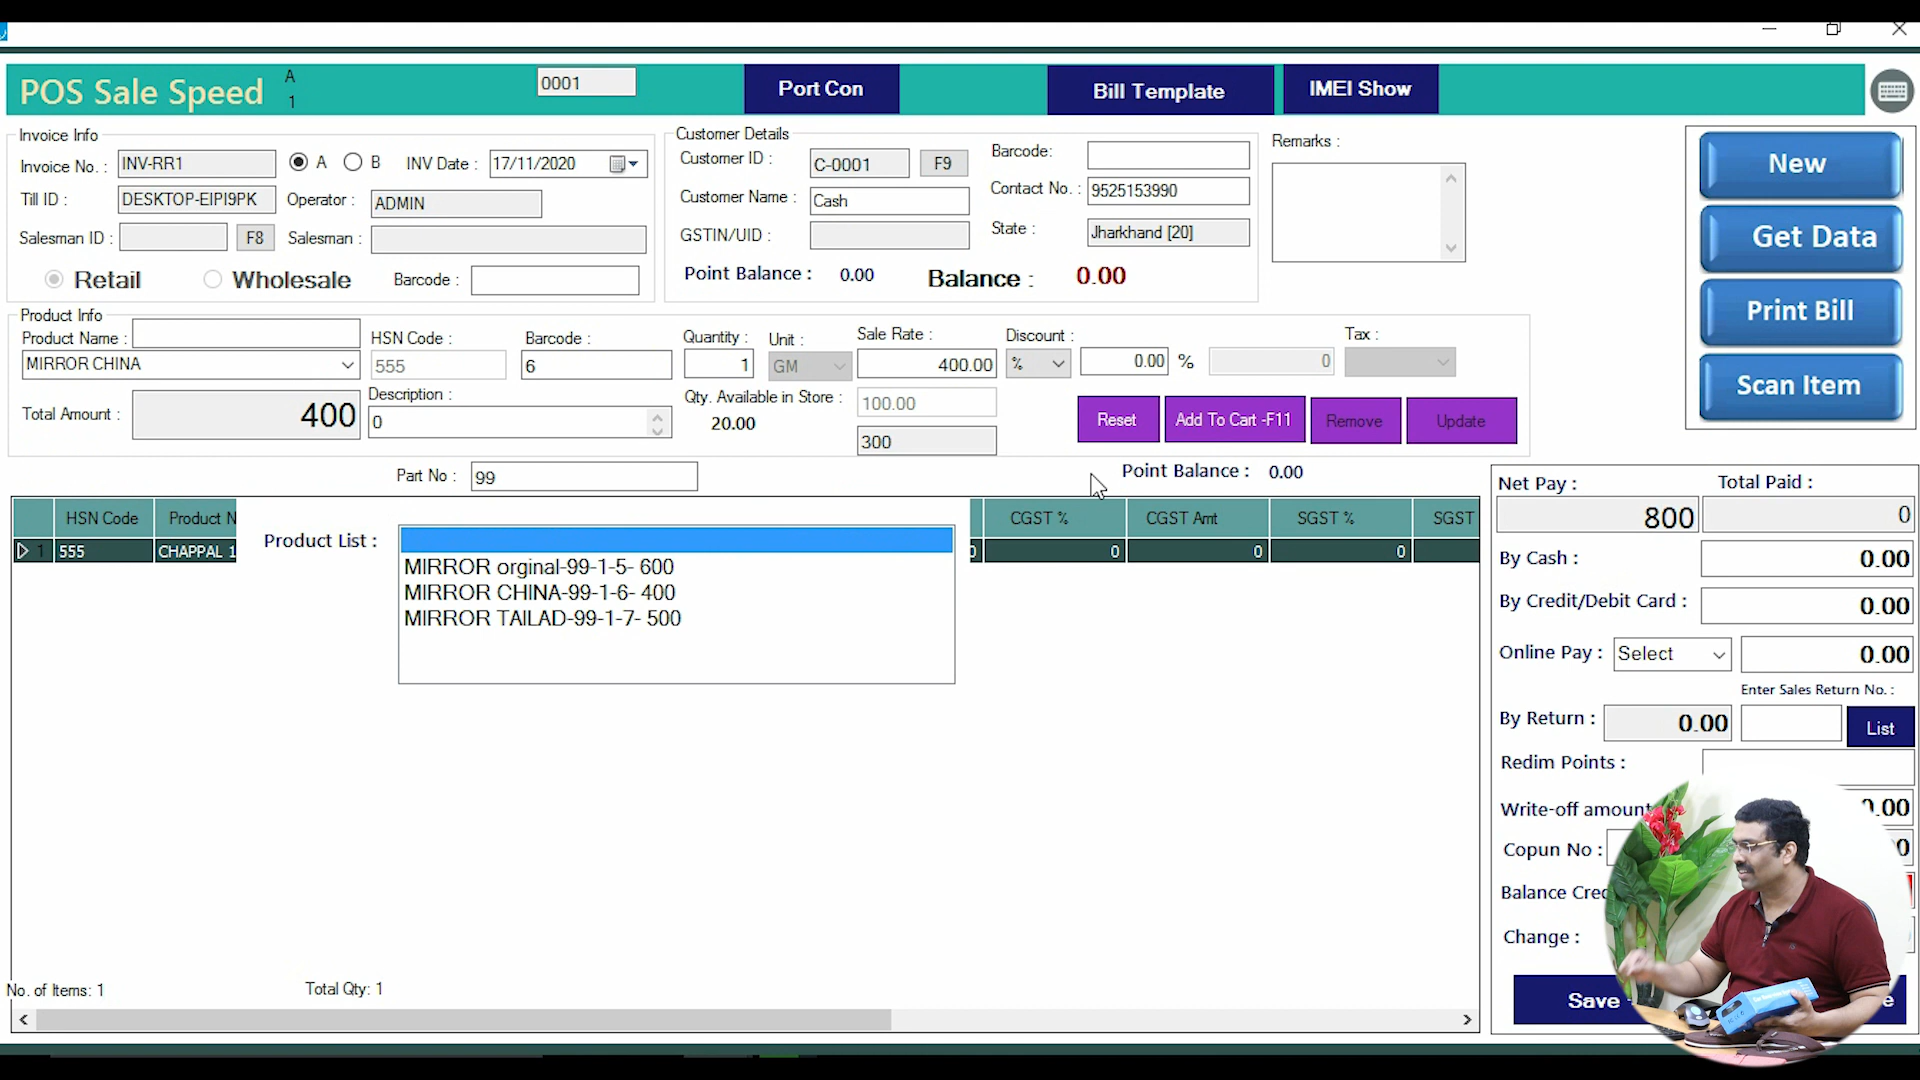 POS Sale Speed
A
1
0001
Port Con
Bill Template
IMEI Show
Invoice Info
Invoice No. : INV-RR1 A B INV Date : 17/11/2020
Till ID : DESKTOP-EIPI9PK Operator : ADMIN
Salesman ID : F8 Salesman :
Retail Wholesale Barcode :
Customer Details
Customer ID : C-0001 F9 Barcode:
Customer Name : Cash Contact No. : 9525153990
GSTIN/UID : State : Jharkhand [20]
Point Balance : 0.00 Balance : 0.00
Remarks :
New
Get Data
Print Bill
Scan Item
Product Info
Product Name : HSN Code : Barcode : Quantity : Unit : Sale Rate : Discount : Tax :
MIRROR CHINA 555 6 1 GM 400.00 % 0.00 % 0
Total Amount : 400 Description : 0 Qty. Available in Store : 100.00
20.00
300
Reset Add To Cart -F11 Remove Update
Part No : 99
Point Balance : 0.00
HSN Code Product N CGST % CGST Amt SGST % SGST
1 555 CHAPPAL 1 0 0 0 0
Product List :
MIRROR orginal-99-1-5- 600
MIRROR CHINA-99-1-6- 400
MIRROR TAILAD-99-1-7- 500
No. of Items: 1 Total Qty: 1
Net Pay : Total Paid :
800 0
By Cash : 0.00
By Credit/Debit Card : 0.00
Online Pay : Select 0.00
Enter Sales Return No. :
By Return : 0.00 List
Redim Points :
Write-off amount 0.00
Copun No :
Balance Cre
Change :
Save